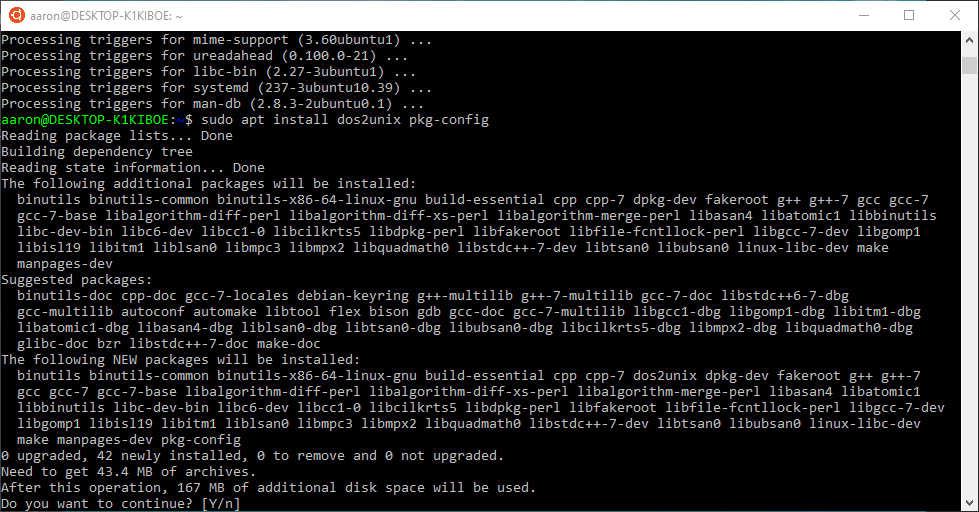 aaron@DESKTOP-K1KIBOE: ~
Processing triggers for mime-support (3.60ubuntu1) ...
Processing triggers for ureadahead (0.100.0-21) ...
Processing triggers for libc-bin (2.27-3ubuntu1) ...
Processing triggers for systemd (237-3ubuntu10.39) ...
Processing triggers for man-db (2.8.3-2ubuntu0.1) ...
aaron@DESKTOP-K1KIBOE:~$ sudo apt install dos2unix pkg-config
Reading package lists... Done
Building dependency tree
Reading state information... Done
The following additional packages will be installed:
  binutils binutils-common binutils-x86-64-linux-gnu build-essential cpp cpp-7 dpkg-dev fakeroot g++ g++-7 gcc gcc-7
  gcc-7-base libalgorithm-diff-perl libalgorithm-diff-xs-perl libalgorithm-merge-perl libasan4 libatomic1 libbinutils
  libc-dev-bin libc6-dev libcc1-0 libcilkrts5 libdpkg-perl libfakeroot libfile-fcntllock-perl libgcc-7-dev libgomp1
  libisl19 libitm1 liblsan0 libmpc3 libmpx2 libquadmath0 libstdc++-7-dev libtsan0 libubsan0 linux-libc-dev make
  manpages-dev
Suggested packages:
  binutils-doc cpp-doc gcc-7-locales debian-keyring g++-multilib g++-7-multilib gcc-7-doc libstdc++6-7-dbg
  gcc-multilib autoconf automake libtool flex bison gdb gcc-doc gcc-7-multilib libgcc1-dbg libgomp1-dbg libitm1-dbg
  libatomic1-dbg libasan4-dbg liblsan0-dbg libtsan0-dbg libubsan0-dbg libcilkrts5-dbg libmpx2-dbg libquadmath0-dbg
  glibc-doc bzr libstdc++-7-doc make-doc
The following NEW packages will be installed:
  binutils binutils-common binutils-x86-64-linux-gnu build-essential cpp cpp-7 dos2unix dpkg-dev fakeroot g++ g++-7
  gcc gcc-7 gcc-7-base libalgorithm-diff-perl libalgorithm-diff-xs-perl libalgorithm-merge-perl libasan4 libatomic1
  libbinutils libc-dev-bin libc6-dev libcc1-0 libcilkrts5 libdpkg-perl libfakeroot libfile-fcntllock-perl libgcc-7-dev
  libgomp1 libisl19 libitm1 liblsan0 libmpc3 libmpx2 libquadmath0 libstdc++-7-dev libtsan0 libubsan0 linux-libc-dev
  make manpages-dev pkg-config
0 upgraded, 42 newly installed, 0 to remove and 0 not upgraded.
Need to get 43.4 MB of archives.
After this operation, 167 MB of additional disk space will be used.
Do you want to continue? [Y/n]